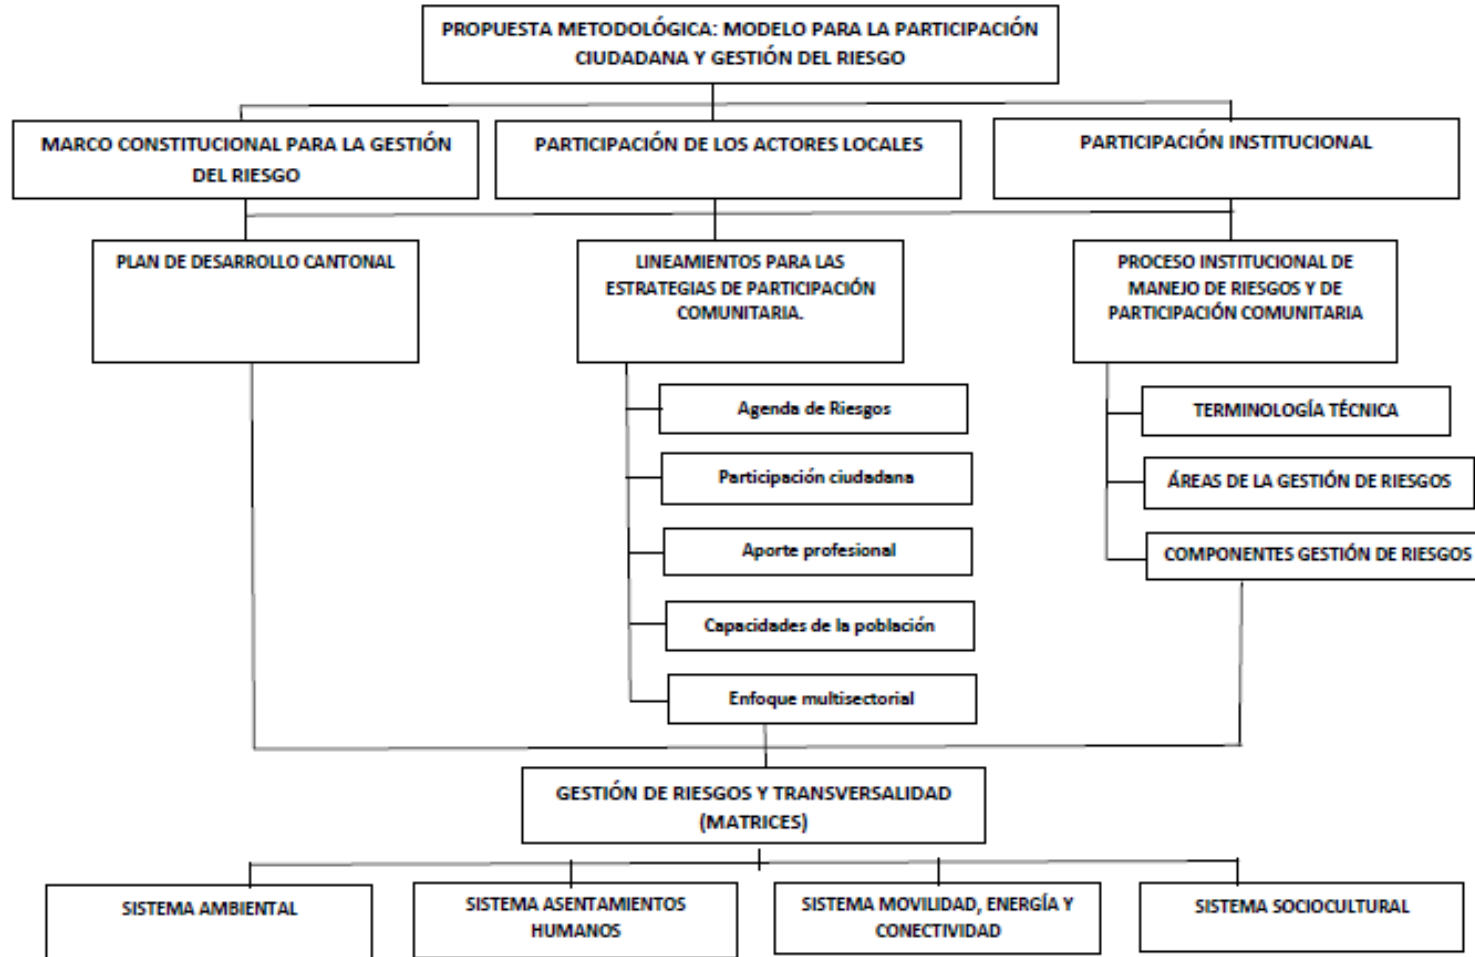 PROPUESTA METODOLÓGICA: MODELO PARA LA PARTICIPACIÓN
CIUDADANA Y GESTIÓN DEL RIESGO
MARCO CONSTITUCIONAL PARA LA GESTIÓN
DEL RIESGO
PARTICIPACIÓN DE LOS ACTORES LOCALES
PARTICIPACIÓN INSTITUCIONAL
PLAN DE DESARROLLO CANTONAL
LINEAMIENTOS PARA LAS
ESTRATEGIAS DE PARTICIPACIÓN
COMUNITARIA.
PROCESO INSTITUCIONAL DE
MANEJO DE RIESGOS Y DE
PARTICIPACIÓN COMUNITARIA
Agenda de Riesgos
Participación ciudadana
Aporte profesional
Capacidades de la población
Enfoque multisectorial
TERMINOLOGÍA TÉCNICA
ÁREAS DE LA GESTIÓN DE RIESGOS
COMPONENTES GESTIÓN DE RIESGOS
GESTIÓN DE RIESGOS Y TRANSVERSALIDAD
(MATRICES)
SISTEMA AMBIENTAL
SISTEMA ASENTAMIENTOS
HUMANOS
SISTEMA MOVILIDAD, ENERGÍA Y
CONECTIVIDAD
SISTEMA SOCIOCULTURAL